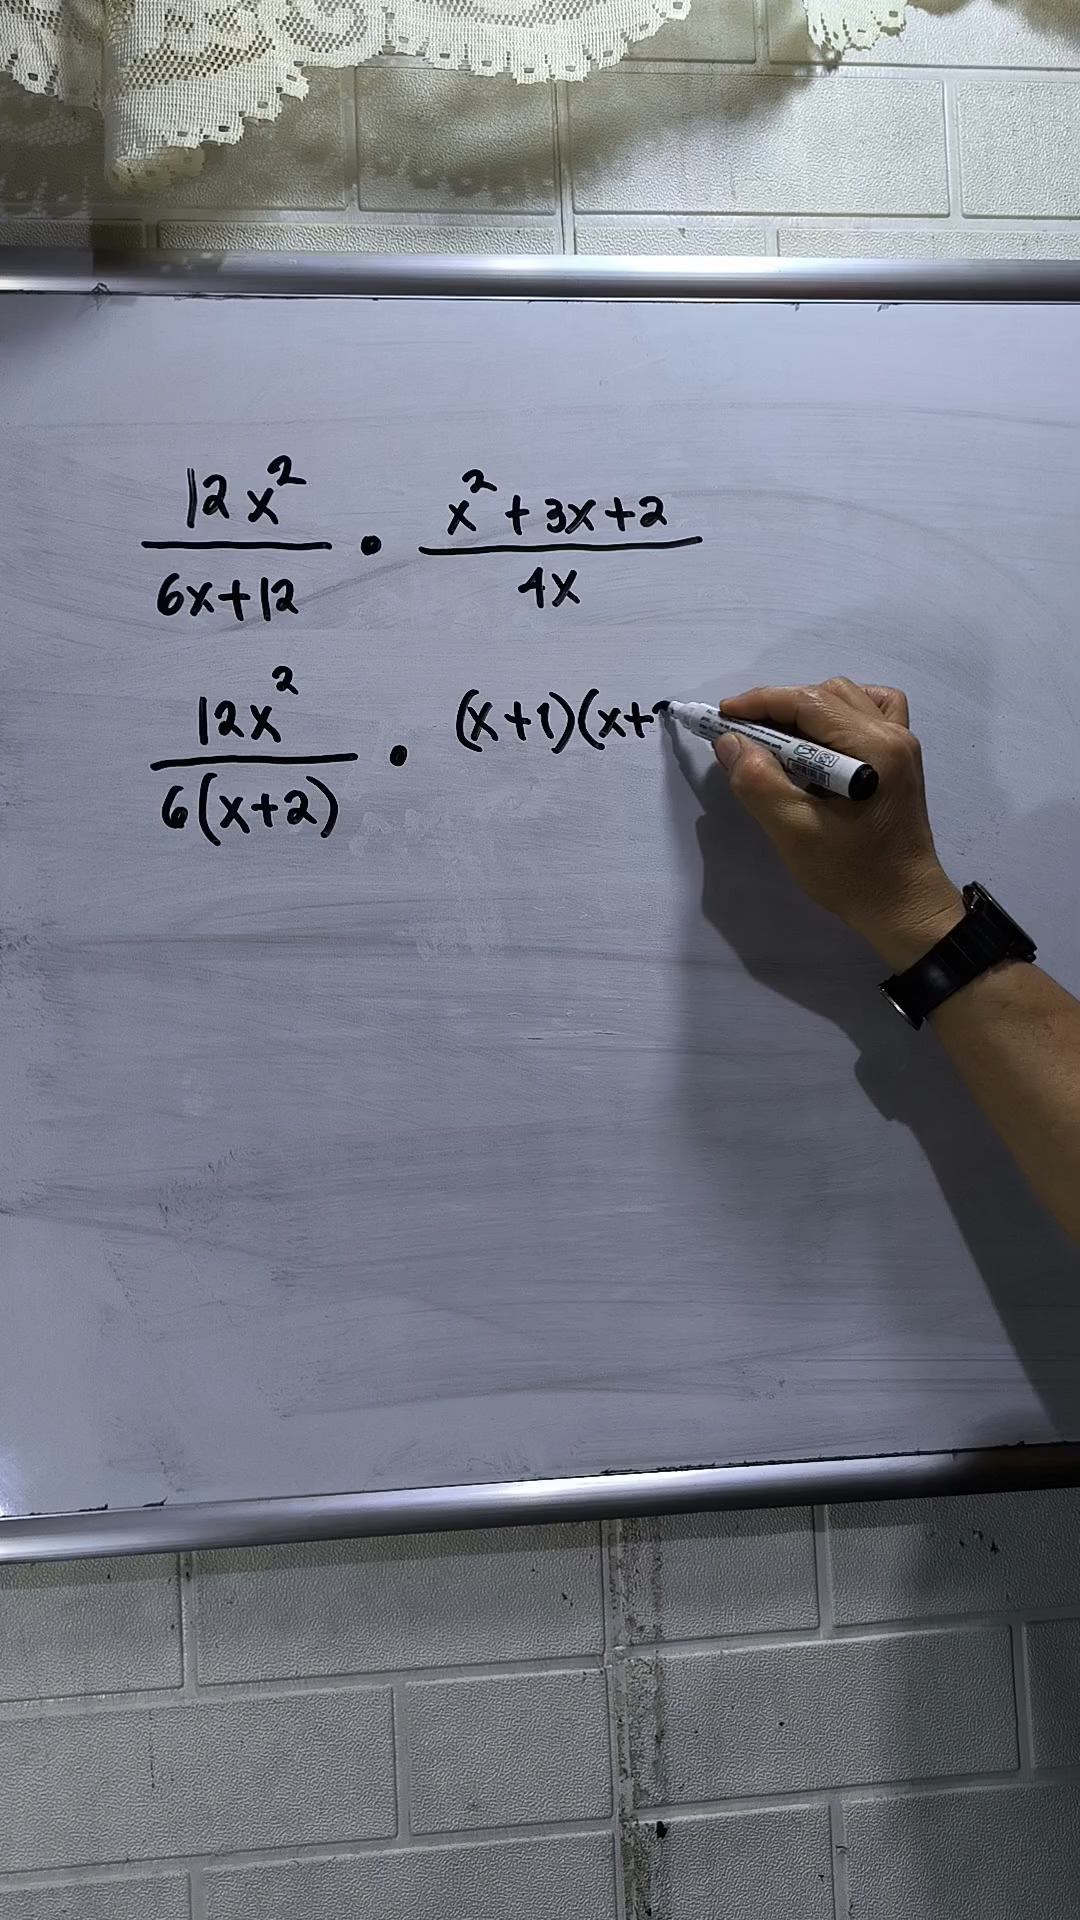 12x²/6x+12 • x²+3x+2/4x
12x²/6(x+2) • (x+1)(x+